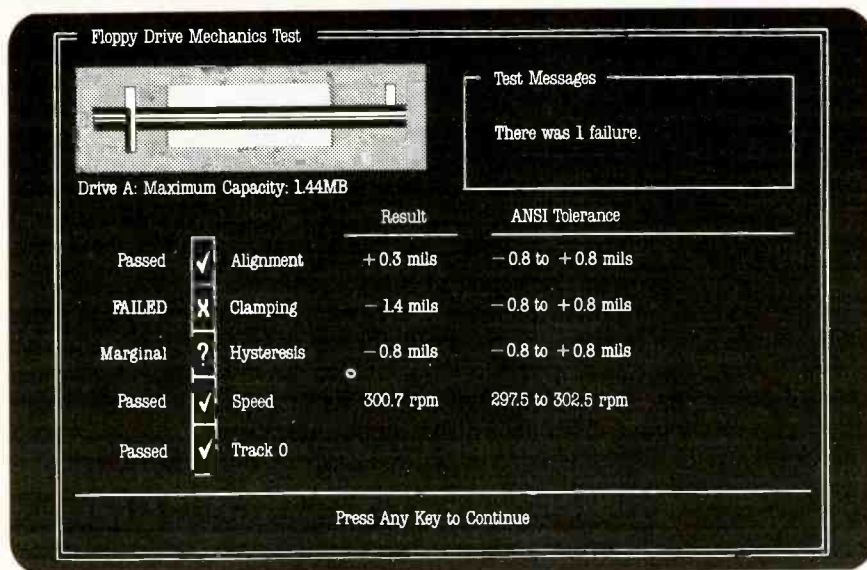 Floppy Drive Mechanics Test
Test Messages
There was 1 failure.
Drive A: Maximum Capacity: 1.44MB
Result ANSI Tolerance
Passed ✓ Alignment +0.3 mils −0.8 to +0.8 mils
FAILED X Clamping −1.4 mils −0.8 to +0.8 mils
Marginal ? Hysteresis −0.8 mils −0.8 to +0.8 mils
Passed ✓ Speed 300.7 rpm 297.5 to 302.5 rpm
Passed ✓ Track 0
Press Any Key to Continue